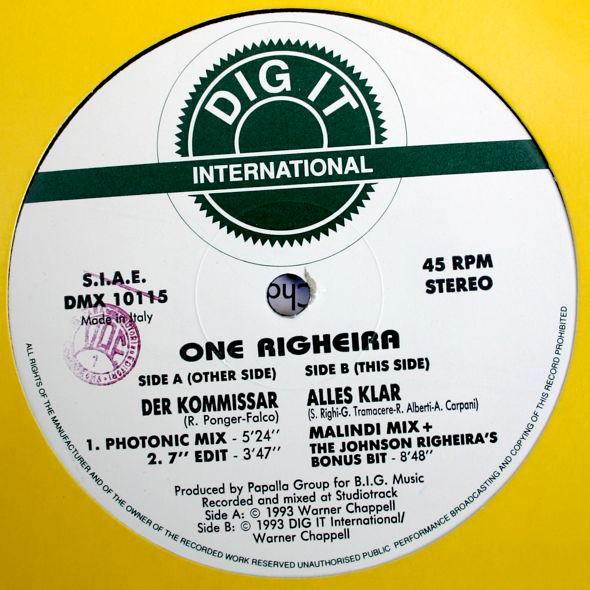 DIG IT
INTERNATIONAL
S.I.A.E.
DMX 10115
Made in Italy
45 RPM
STEREO
ONE RIGHEIRA
SIDE A (OTHER SIDE)
DER KOMMISSAR
(R. Ponger-Falco)
1. PHOTONIC MIX - 5'24''
2. 7'' EDIT - 3'47''
SIDE B (THIS SIDE)
ALLES KLAR
(S. Righi-G. Tramacere-R. Alberti-A. Carpani)
MALINDI MIX +
THE JOHNSON RIGHEIRA'S
BONUS BIT - 8'48''
Produced by Papalla Group for B.I.G. Music
Recorded and mixed at Studiotrack
Side A: © 1993 Warner Chappell
Side B: © 1993 DIG IT International/
Warner Chappell
ALL RIGHTS OF THE MANUFACTURER AND OF THE OWNER OF THE RECORDED WORK RESERVED UNAUTHORISED PUBLIC PERFORMANCE BROADCASTING AND COPYING OF THIS RECORD PROHIBITED